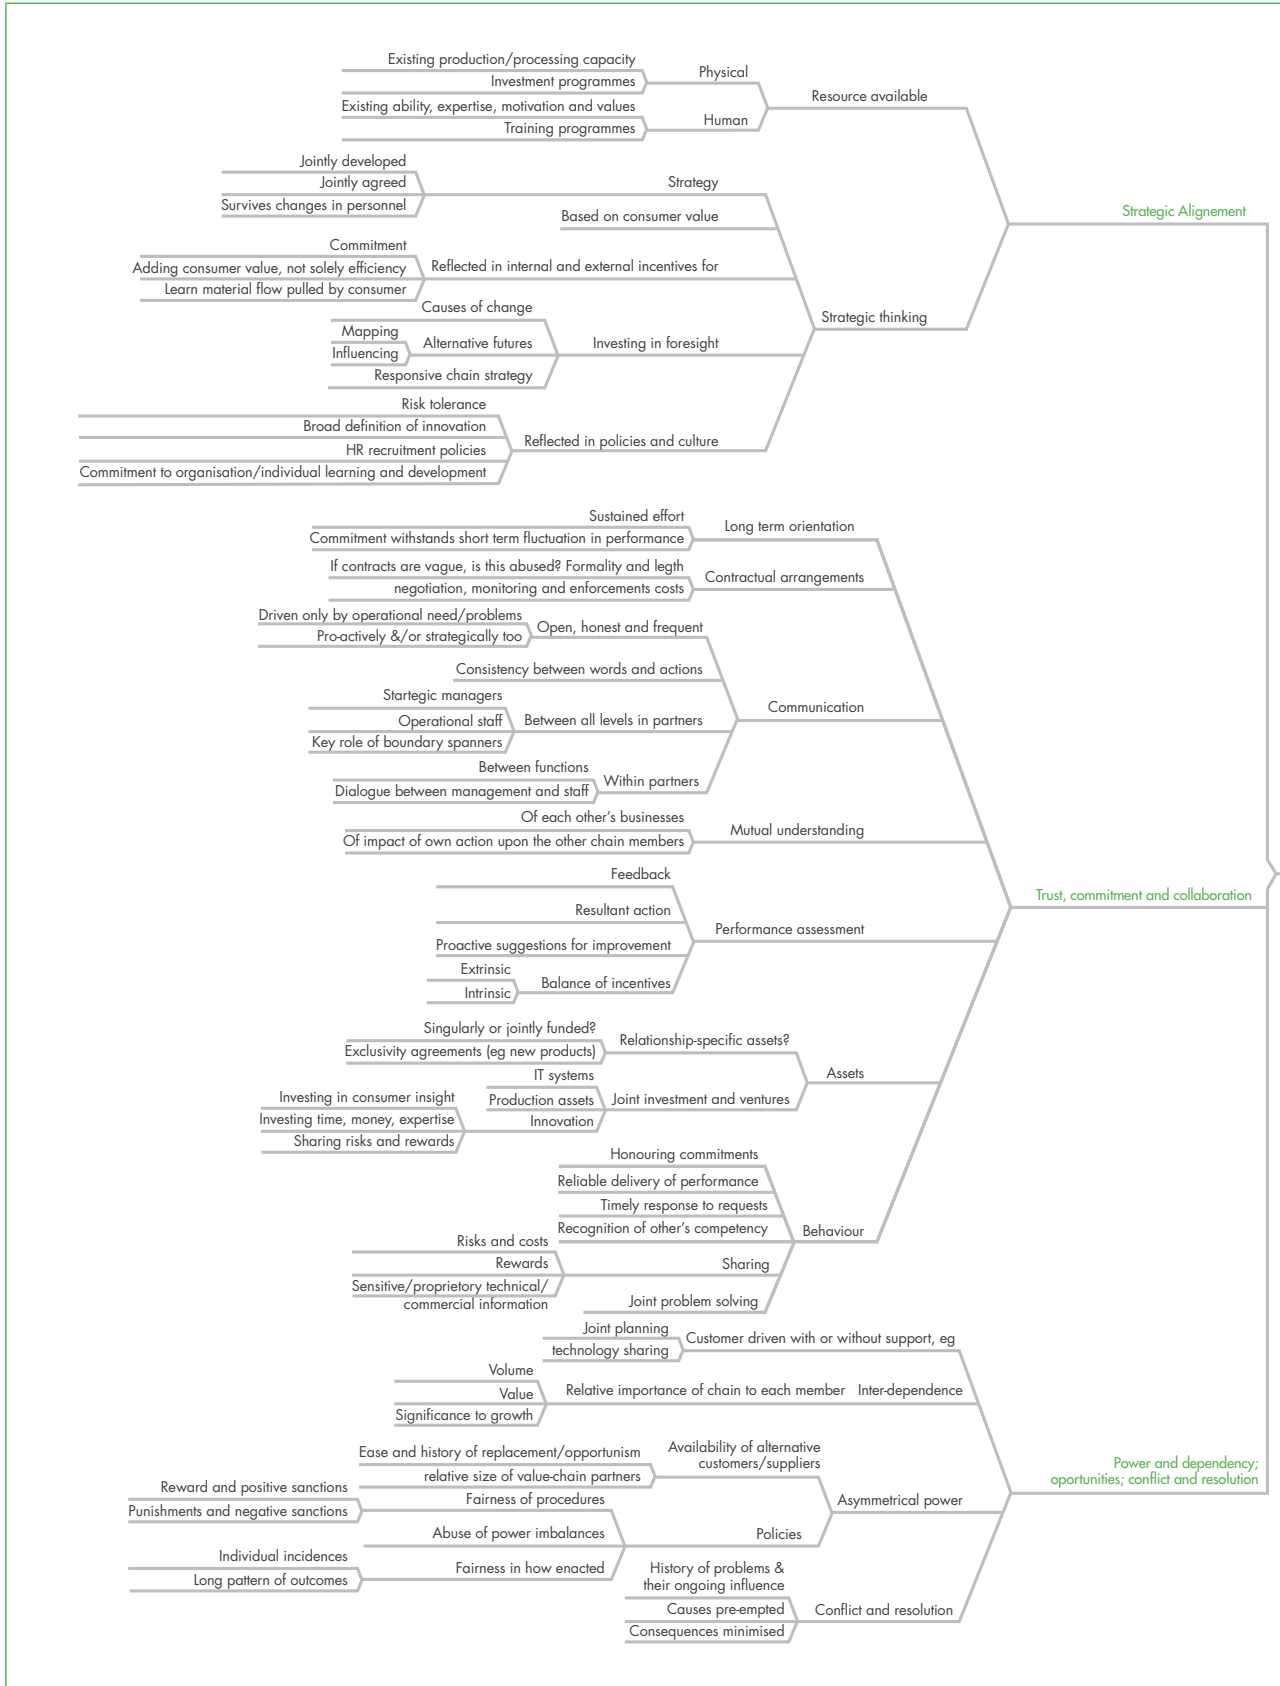 Existing production/processing capacity
Physical
Investment programmes
Resource available
Existing ability, expertise, motivation and values
Human
Training programmes
Jointly developed
Jointly agreed
Strategy
Survives changes in personnel
Based on consumer value
Strategic Alignement
Commitment
Adding consumer value, not solely efficiency
Reflected in internal and external incentives for
Learn material flow pulled by consumer
Causes of change
Strategic thinking
Mapping
Alternative futures
Investing in foresight
Influencing
Responsive chain strategy
Risk tolerance
Broad definition of innovation
Reflected in policies and culture
HR recruitment policies
Commitment to organisation/individual learning and development
Sustained effort
Long term orientation
Commitment withstands short term fluctuation in performance
If contracts are vague, is this abused? Formality and legth
Contractual arrangements
negotiation, monitoring and enforcements costs
Driven only by operational need/problems
Open, honest and frequent
Pro-actively &/or strategically too
Consistency between words and actions
Startegic managers
Communication
Operational staff
Between all levels in partners
Key role of boundary spanners
Between functions
Within partners
Dialogue between management and staff
Of each other's businesses
Mutual understanding
Of impact of own action upon the other chain members
Feedback
Trust, commitment and collaboration
Resultant action
Performance assessment
Proactive suggestions for improvement
Extrinsic
Balance of incentives
Intrinsic
Singularly or jointly funded?
Relationship-specific assets?
Exclusivity agreements (eg new products)
Assets
IT systems
Production assets
Joint investment and ventures
Investing in consumer insight
Innovation
Investing time, money, expertise
Sharing risks and rewards
Honouring commitments
Reliable delivery of performance
Timely response to requests
Recognition of other's competency
Behaviour
Risks and costs
Rewards
Sharing
Sensitive/proprietary technical/
commercial information
Joint problem solving
Joint planning
Customer driven with or without support, eg
technology sharing
Volume
Value
Relative importance of chain to each member
Inter-dependence
Significance to growth
Ease and history of replacement/opportunism
Availability of alternative
customers/suppliers
relative size of value-chain partners
Power and dependency;
oportunities; conflict and resolution
Reward and positive sanctions
Fairness of procedures
Punishments and negative sanctions
Asymmetrical power
Abuse of power imbalances
Policies
Individual incidences
Fairness in how enacted
Long pattern of outcomes
History of problems &
their ongoing influence
Causes pre-empted
Conflict and resolution
Consequences minimised